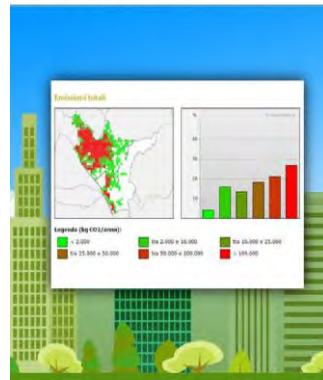 Emissioni totali
%
Legenda (kg CO2/anno):
< 2.000
tra 2.000 e 10.000
tra 10.000 e 25.000
tra 25.000 e 50.000
tra 50.000 e 100.000
> 100.000